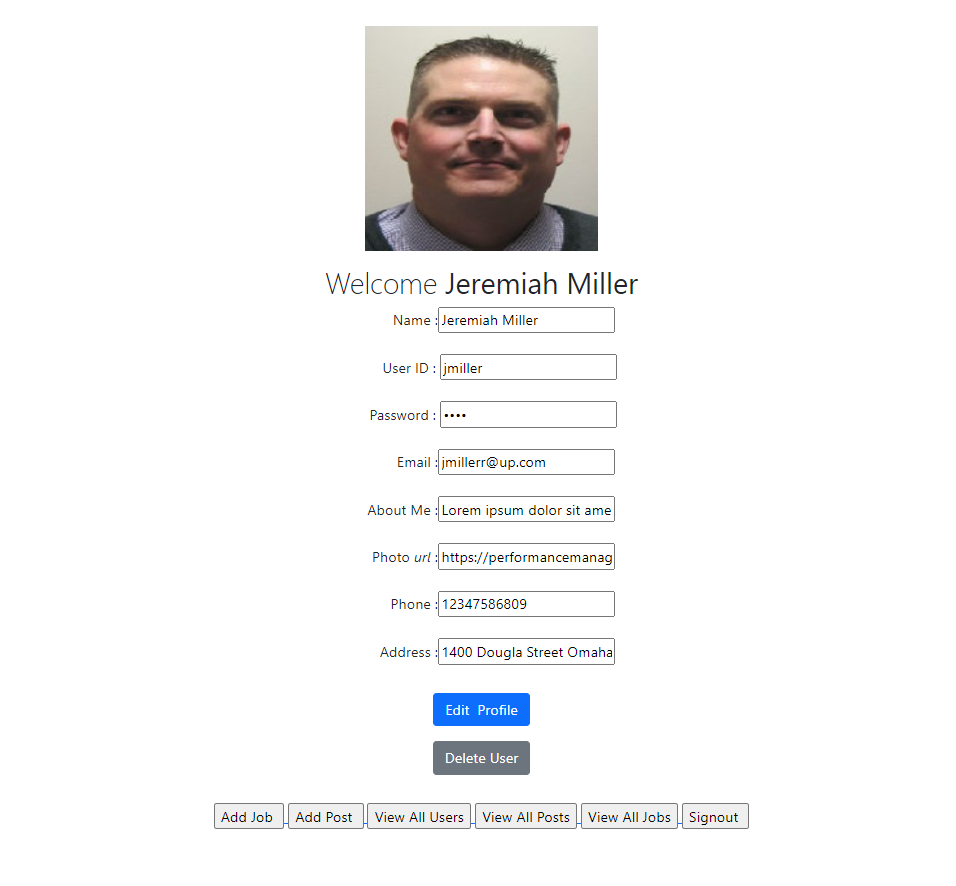 Welcome Jeremiah Miller
Name : Jeremiah Miller
User ID : jmiller
Password : ••••
Email : jmillerr@up.com
About Me : Lorem ipsum dolor sit ame
Photo url : https://performancemanag
Phone : 12347586809
Address : 1400 Dougla Street Omaha
Edit Profile
Delete User
Add Job Add Post View All Users View All Posts View All Jobs Signout